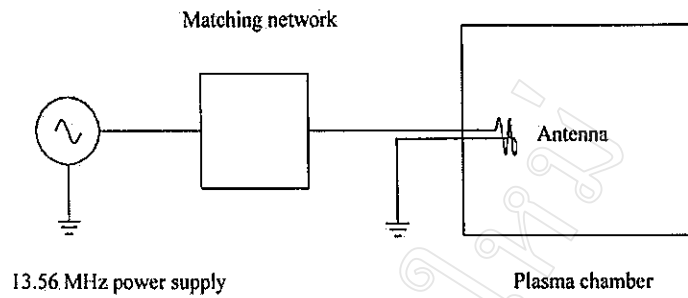 Matching network
Antenna
13.56 MHz power supply
Plasma chamber